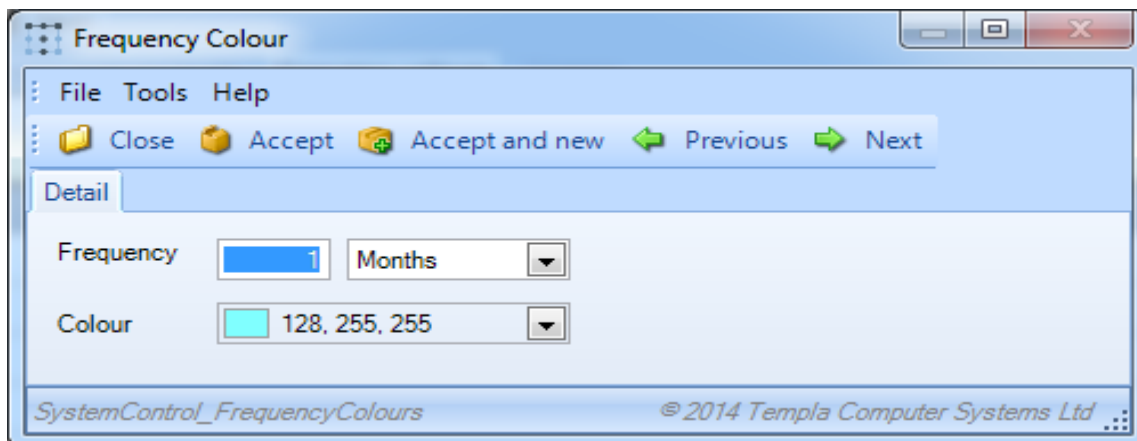 Frequency Colour
File Tools Help
Close Accept Accept and new Previous Next
Detail
Frequency 1 Months
Colour 128, 255, 255
SystemControl_FrequencyColours © 2014 Templa Computer Systems Ltd